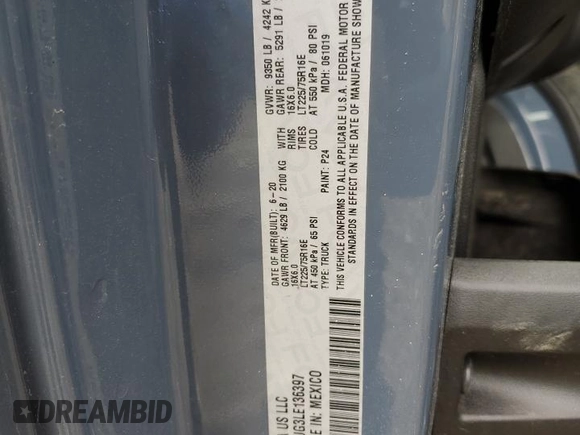 DATE OF MFR(BUILT): 6-20 GVWR: 9350 LB / 4242 K
GAWR FRONT: 4629 LB / 2100 KG WITH GAWR REAR: 5291 LB /
16X6.0 RIMS 16X6.0
LT225/75R16E TIRES LT225/75R16E
AT 450 kPa / 65 PSI COLD AT 550 kPa / 80 PSI
TYPE: TRUCK PAINT: P24 MDH: 061019
THIS VEHICLE CONFORMS TO ALL APPLICABLE U.S.A. FEDERAL MOTOR
STANDARDS IN EFFECT ON THE DATE OF MANUFACTURE SHOW
US LLC
G3LE136397
E IN: MEXICO
DREAMBID